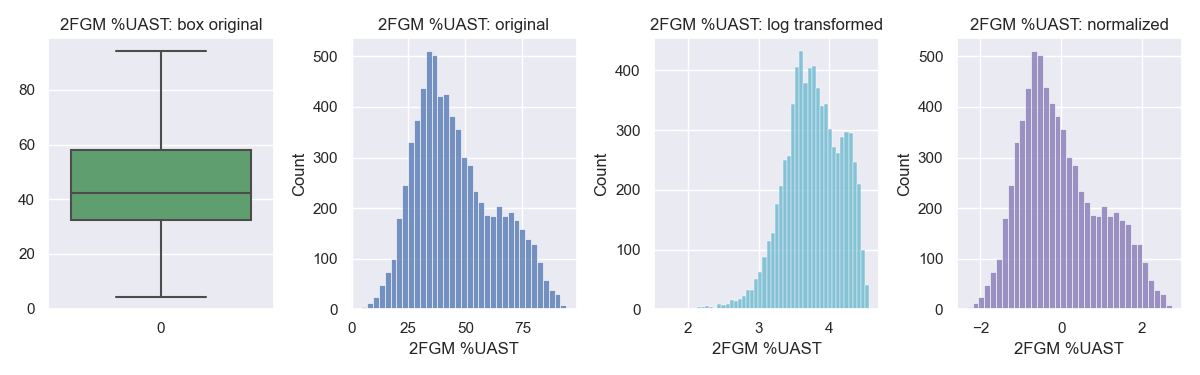 2FGM %UAST: box original
80
60
40
20
0
0
2FGM %UAST: original
500
400
300
200
100
0
Count
0 25 50 75
2FGM %UAST
2FGM %UAST: log transformed
400
300
200
100
0
Count
2 3 4
2FGM %UAST
2FGM %UAST: normalized
500
400
300
200
100
0
Count
−2 0 2
2FGM %UAST